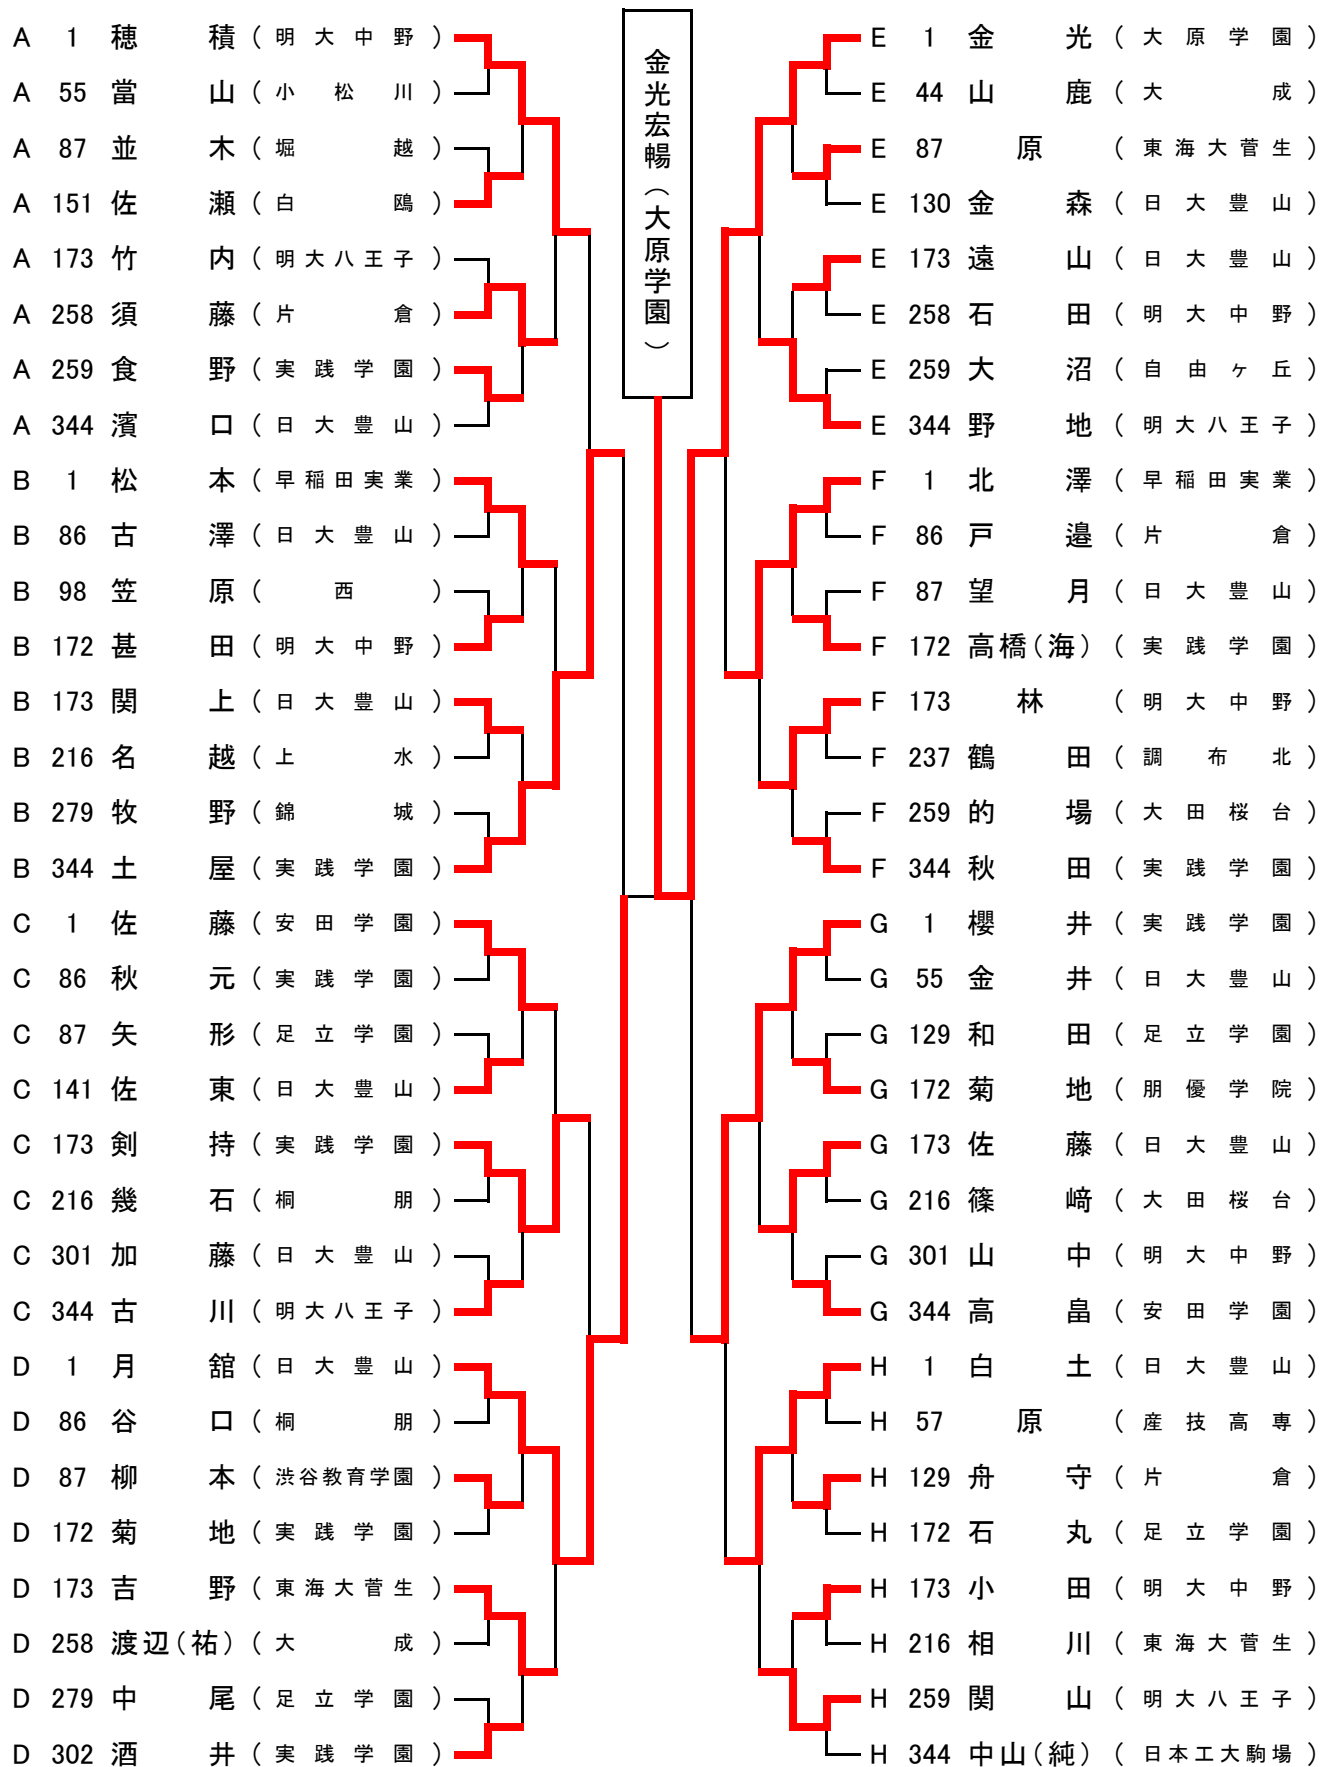 A 1 穂積（明大中野）
A 55 當山（小松川）
A 87 並木（堀越）
A 151 佐瀬（白鴎）
A 173 竹内（明大八王子）
A 258 須藤（片倉）
A 259 食野（実践学園）
A 344 濱口（日大豊山）
B 1 松本（早稲田実業）
B 86 古澤（日大豊山）
B 98 笠原（西）
B 172 甚田（明大中野）
B 173 関上（日大豊山）
B 216 名越（上水）
B 279 牧野（錦城）
B 344 土屋（実践学園）
C 1 佐藤（安田学園）
C 86 秋元（実践学園）
C 87 矢形（足立学園）
C 141 佐東（日大豊山）
C 173 剣持（実践学園）
C 216 幾石（桐朋）
C 301 加藤（日大豊山）
C 344 古川（明大八王子）
D 1 月舘（日大豊山）
D 86 谷口（桐朋）
D 87 柳本（渋谷教育学園）
D 172 菊地（実践学園）
D 173 吉野（東海大菅生）
D 258 渡辺（祐）（大成）
D 279 中尾（足立学園）
D 302 酒井（実践学園）
金光宏暢（大原学園）
E 1 金光（大原学園）
E 44 山鹿（大成）
E 87 原（東海大菅生）
E 130 金森（日大豊山）
E 173 遠山（日大豊山）
E 258 石田（明大中野）
E 259 大沼（自由ヶ丘）
E 344 野地（明大八王子）
F 1 北澤（早稲田実業）
F 86 戸邉（片倉）
F 87 望月（日大豊山）
F 172 高橋（海）（実践学園）
F 173 林（明大中野）
F 237 鶴田（調布北）
F 259 的場（大田桜台）
F 344 秋田（実践学園）
G 1 櫻井（実践学園）
G 55 金井（日大豊山）
G 129 和田（足立学園）
G 172 菊地（朋優学院）
G 173 佐藤（日大豊山）
G 216 篠﨑（大田桜台）
G 301 山中（明大中野）
G 344 高畠（安田学園）
H 1 白土（日大豊山）
H 57 原（産技高専）
H 129 舟守（片倉）
H 172 石丸（足立学園）
H 173 小田（明大中野）
H 216 相川（東海大菅生）
H 259 関山（明大八王子）
H 344 中山（純）（日本工大駒場）